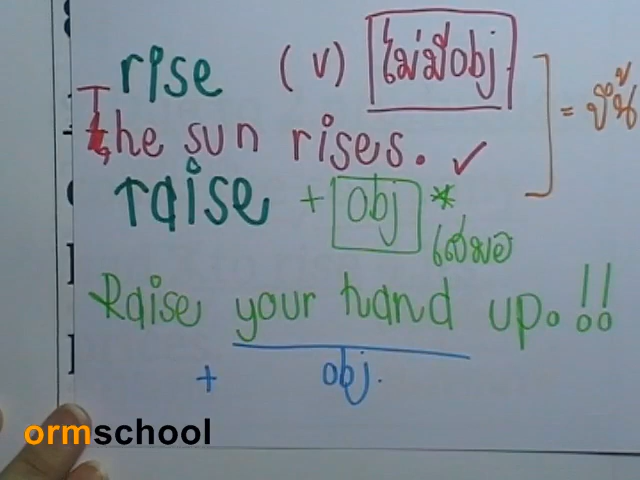 rise (v) ไม่มีobj
The sun rises. ✓
= ขึ้น
raise + obj *
เสมอ
Raise your hand up.!!
+ obj.
ormschool